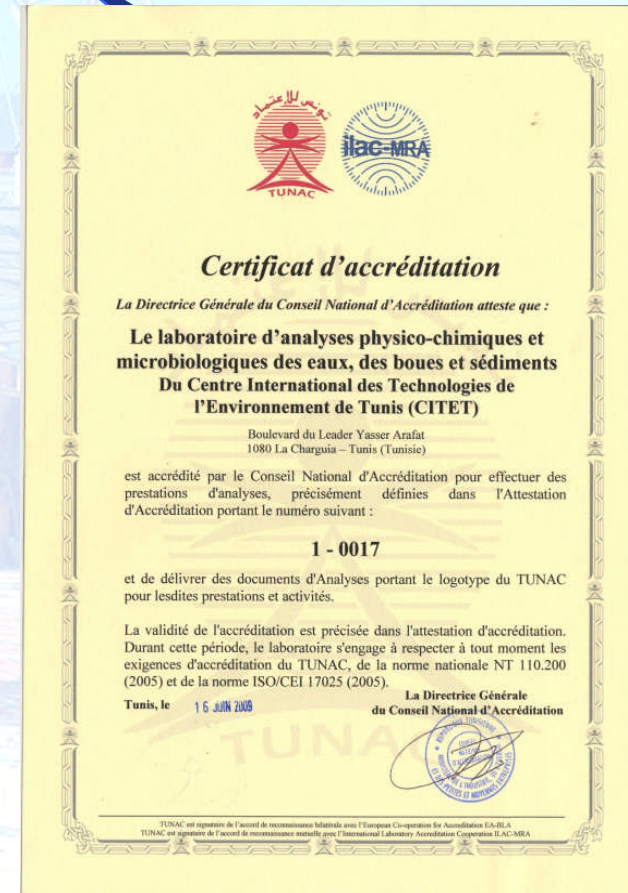 تونس للإعتماد
TUNAC
ilac-MRA
Certificat d'accréditation
La Directrice Générale du Conseil National d'Accréditation atteste que :
Le laboratoire d'analyses physico-chimiques et
microbiologiques des eaux, des boues et sédiments
Du Centre International des Technologies de
l'Environnement de Tunis (CITET)
Boulevard du Leader Yasser Arafat
1080 La Charguia – Tunis (Tunisie)
est accrédité par le Conseil National d'Accréditation pour effectuer des
prestations d'analyses, précisément définies dans l'Attestation
d'Accréditation portant le numéro suivant :
1 - 0017
et de délivrer des documents d'Analyses portant le logotype du TUNAC
pour lesdites prestations et activités.
La validité de l'accréditation est précisée dans l'attestation d'accréditation.
Durant cette période, le laboratoire s'engage à respecter à tout moment les
exigences d'accréditation du TUNAC, de la norme nationale NT 110.200
(2005) et de la norme ISO/CEI 17025 (2005).
La Directrice Générale
du Conseil National d'Accréditation
Tunis, le 16 JUIN 2009
TUNAC
REPUBLIQUE TUNISIENNE
TUNAC est signataire de l'accord de reconnaissance bilatérale avec l'European Co-operation for Accreditation EA-BLA
TUNAC est signataire de l'accord de reconnaissance mutuelle avec l'International Laboratory Accreditation Cooperation ILAC-MRA